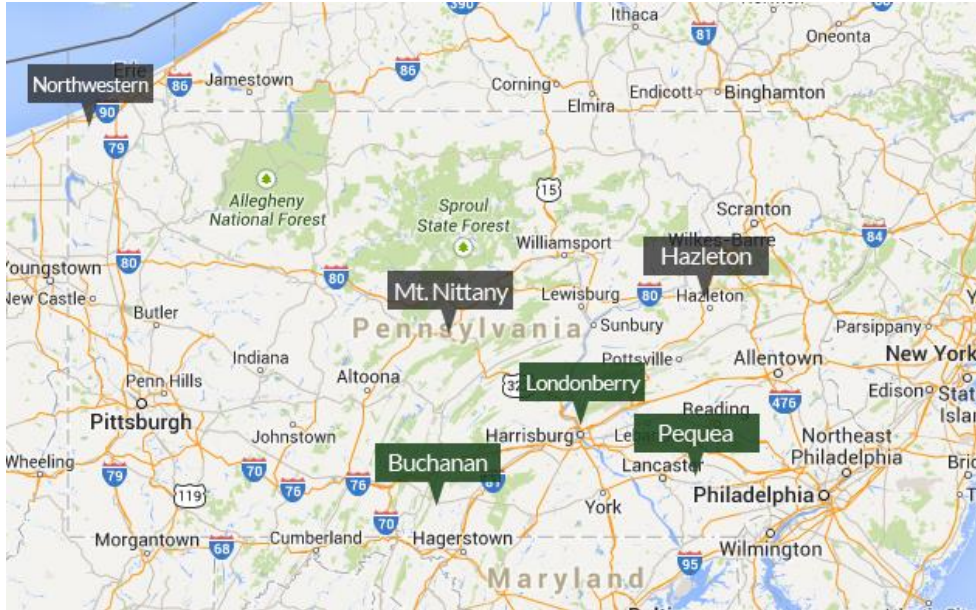 390
Ithaca
81
Oneonta
Erie
86
Jamestown
86
Corning
Elmira
Endicott
Binghamton
Northwestern
90
79
Allegheny
National Forest
Sproul
State Forest
15
Scranton
84
Williamsport
Wilkes-Barre
Hazleton
Youngstown
80
80
New Castle
Mt. Nittany
Lewisburg
80
Hazleton
Butler
Pennsylvania
Sunbury
Parsippany
Indiana
Pottsville
Allentown
New York
Penn Hills
Altoona
32
Londonberry
476
Edison
Pittsburgh
Reading
Johnstown
Harrisburg
Pequea
Northeast
Philadelphia
Wheeling
79
70
76
76
Buchanan
81
Lancaster
119
York
Philadelphia
70
Morgantown
68
Cumberland
Hagerstown
Wilmington
95
Maryland